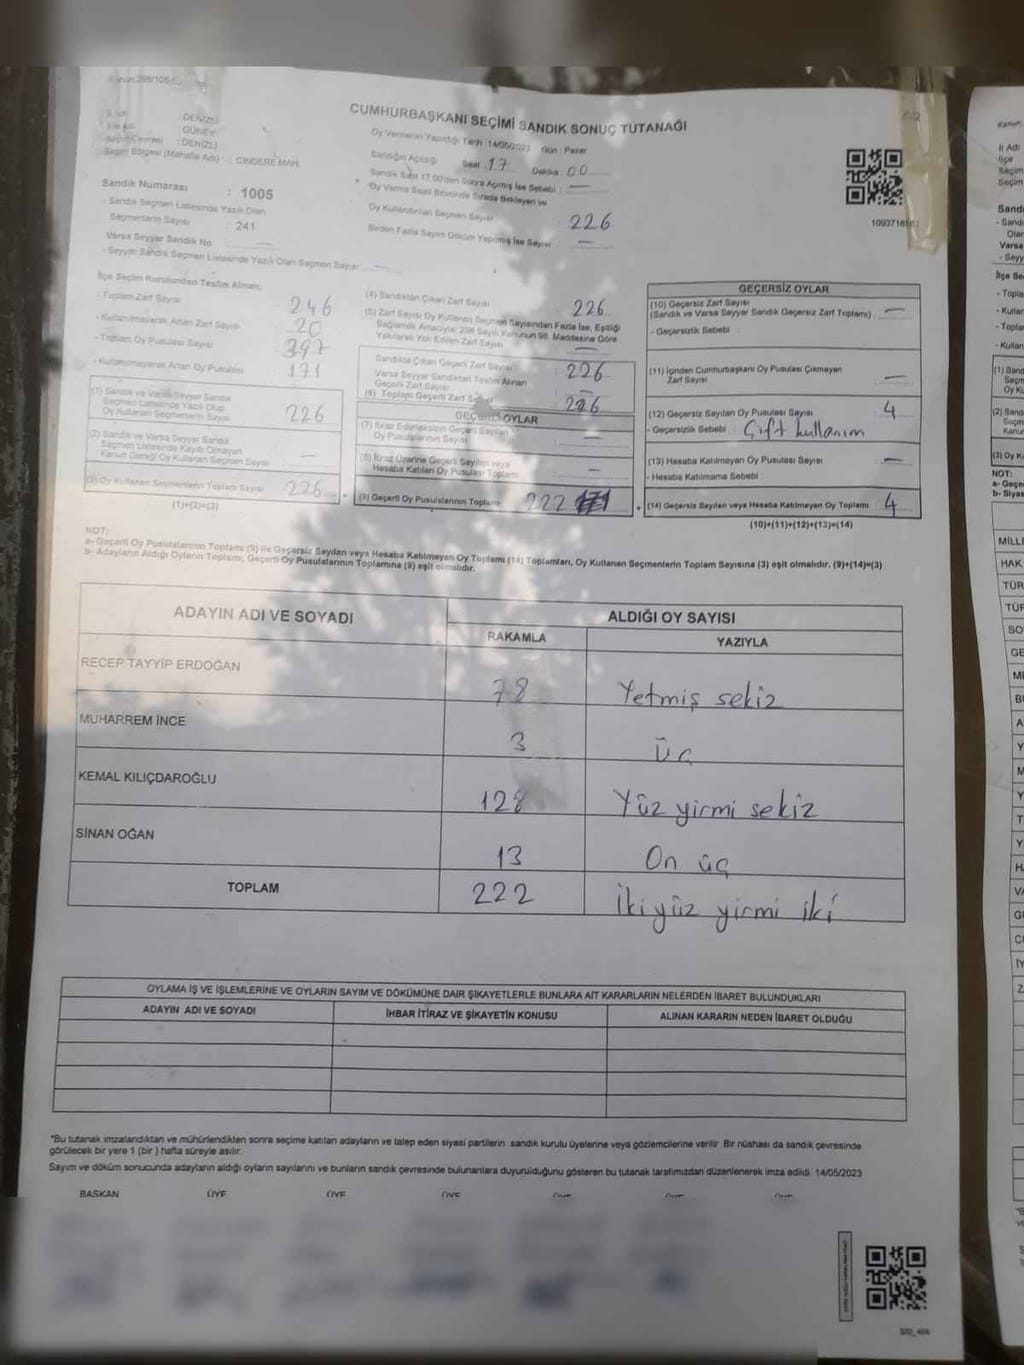 CUMHURBAŞKANI SEÇİMİ SANDIK SONUÇ TUTANAĞI
: DENİZLİ
GÜNEY
: DENİZLİ
Seçim Bölgesi (Mahalle Adı) : CİNDERE MAH.
Oy Vermenin Yapıldığı Tarih : 14/05/2023 Gün : Pazar
Sandığın Açılışı Saat 17 Dakika 00
Sandık Saat 17:00'den Sonra Açılmış İse Sebebi : —
Oy Verme Saati Bitiminde Sırada Bekleyen ve
Oy Kullandırılan Seçmen Sayısı 226
Birden Fazla Sayım Döküm Yapılmış İse Sayısı —
Sandık Numarası : 1005
- Sandık Seçmen Listesinde Yazılı Olan
Seçmenlerin Sayısı : 241
Varsa Seyyar Sandık No
- Seyyar Sandık Seçmen Listesinde Yazılı Olan Seçmen Sayısı
İlçe Seçim Kurulundan Teslim Alınan;
- Toplam Zarf Sayısı 246
- Kullanılmayarak Artan Zarf Sayısı 20
- Toplam Oy Pusulası Sayısı 397
- Kullanılmayarak Artan Oy Pusulası 171
(1) Sandık ve Varsa Seyyar Sandık
Seçmen Listesinde Yazılı Olup
Oy Kullanan Seçmenlerin Sayısı 226
(2) Sandık ve Varsa Seyyar Sandık
Seçmen Listesinde Kayıtlı Olmayan
Kanun Gereği Oy Kullanan Seçmen Sayısı —
(3) Oy Kullanan Seçmenlerin Toplam Sayısı 226
(1)+(2)=(3)
(4) Sandıktan Çıkan Zarf Sayısı 226
(5) Zarf Sayısı Oy Kullanan Seçmen Sayısından Fazla İse, Eşitliği
Sağlamak Amacıyla; 298 Sayılı Kanunun 98. Maddesine Göre
Yakılarak Yok Edilen Zarf Sayısı —
Sandıkta Çıkan Geçerli Zarf Sayısı 226
Varsa Seyyar Sandıktan Teslim Alınan
Geçerli Zarf Sayısı —
(6) Toplam Geçerli Zarf Sayısı 226
GEÇERLİ OYLAR
(7) İtiraz Edilmeksizin Geçerli Sayılan
Oy Pusulalarının Sayısı —
(8) İtiraz Üzerine Geçerli Sayılan veya
Hesaba Katılan Oy Pusulası Toplamı —
(9) Geçerli Oy Pusulalarının Toplamı 222
GEÇERSİZ OYLAR
(10) Geçersiz Zarf Sayısı
(Sandık ve Varsa Seyyar Sandık Geçersiz Zarf Toplamı) : —
- Geçersizlik Sebebi :
(11) İçinden Cumhurbaşkanı Oy Pusulası Çıkmayan
Zarf Sayısı —
(12) Geçersiz Sayılan Oy Pusulası Sayısı 4
- Geçersizlik Sebebi : Çift kullanım
(13) Hesaba Katılmayan Oy Pusulası Sayısı —
- Hesaba Katılmama Sebebi :
(14) Geçersiz Sayılan veya Hesaba Katılmayan Oy Toplamı 4
(10)+(11)+(12)+(13)=(14)
NOT:
a- Geçerli Oy Pusulalarının Toplamı (9) ile Geçersiz Sayılan veya Hesaba Katılmayan Oy Toplamı (14) Toplamları, Oy Kullanan Seçmenlerin Toplam Sayısına (3) eşit olmalıdır. (9)+(14)=(3)
b- Adayların Aldığı Oyların Toplamı, Geçerli Oy Pusulalarının Toplamına (9) eşit olmalıdır.
ADAYIN ADI VE SOYADI ALDIĞI OY SAYISI
RAKAMLA YAZIYLA
RECEP TAYYİP ERDOĞAN 78 Yetmiş sekiz
MUHARREM İNCE 3 Üç
KEMAL KILIÇDAROĞLU 128 Yüz yirmi sekiz
SİNAN OĞAN 13 On üç
TOPLAM 222 İki yüz yirmi iki
OYLAMA İŞ VE İŞLEMLERİNE VE OYLARIN SAYIM VE DÖKÜMÜNE DAİR ŞİKAYETLERLE BUNLARA AİT KARARLARIN NELERDEN İBARET BULUNDUKLARI
ADAYIN ADI VE SOYADI İHBAR İTİRAZ VE ŞİKAYETİN KONUSU ALINAN KARARIN NEDEN İBARET OLDUĞU
*Bu tutanak imzalandıktan ve mühürlendikten sonra seçime katılan adayların ve talep eden siyasi partilerin sandık kurulu üyelerine veya gözlemcilerine verilir. Bir nüshası da sandık çevresinde
görülecek bir yere 1 (bir) hafta süreyle asılır.
Sayım ve döküm sonucunda adayların aldığı oyların sayılarını ve bunların sandık çevresinde bulunanlara duyurulduğunu gösteren bu tutanak tarafımızdan düzenlenerek imza edildi. 14/05/2023
BAŞKAN ÜYE ÜYE ÜYE ÜYE ÜYE ÜYE